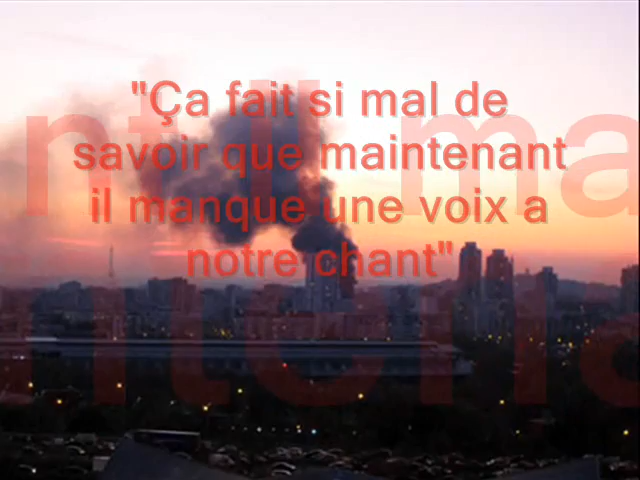 "Ça fait si mal de
savoir que maintenant
il manque une voix a
notre chant"